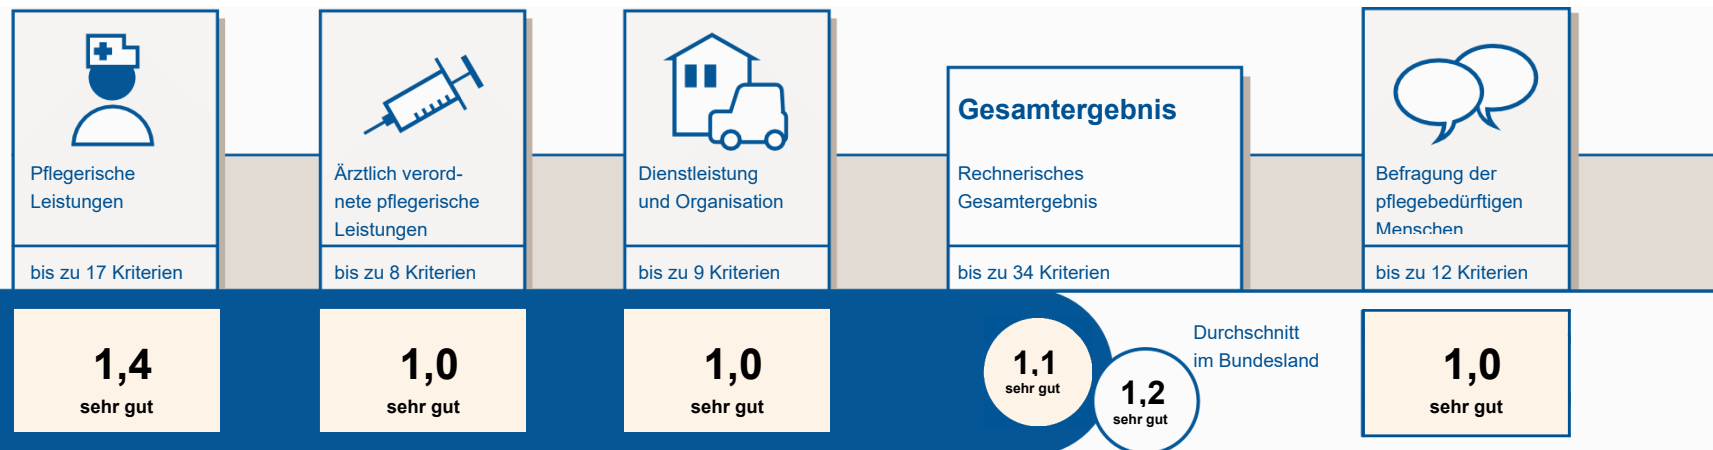 Pflegerische
Leistungen
bis zu 17 Kriterien
1,4
sehr gut
Ärztlich verord-
nete pflegerische
Leistungen
bis zu 8 Kriterien
1,0
sehr gut
Dienstleistung
und Organisation
bis zu 9 Kriterien
1,0
sehr gut
Gesamtergebnis
Rechnerisches
Gesamtergebnis
bis zu 34 Kriterien
1,1
sehr gut
1,2
sehr gut
Durchschnitt
im Bundesland
Befragung der
pflegebedürftigen
Menschen
bis zu 12 Kriterien
1,0
sehr gut